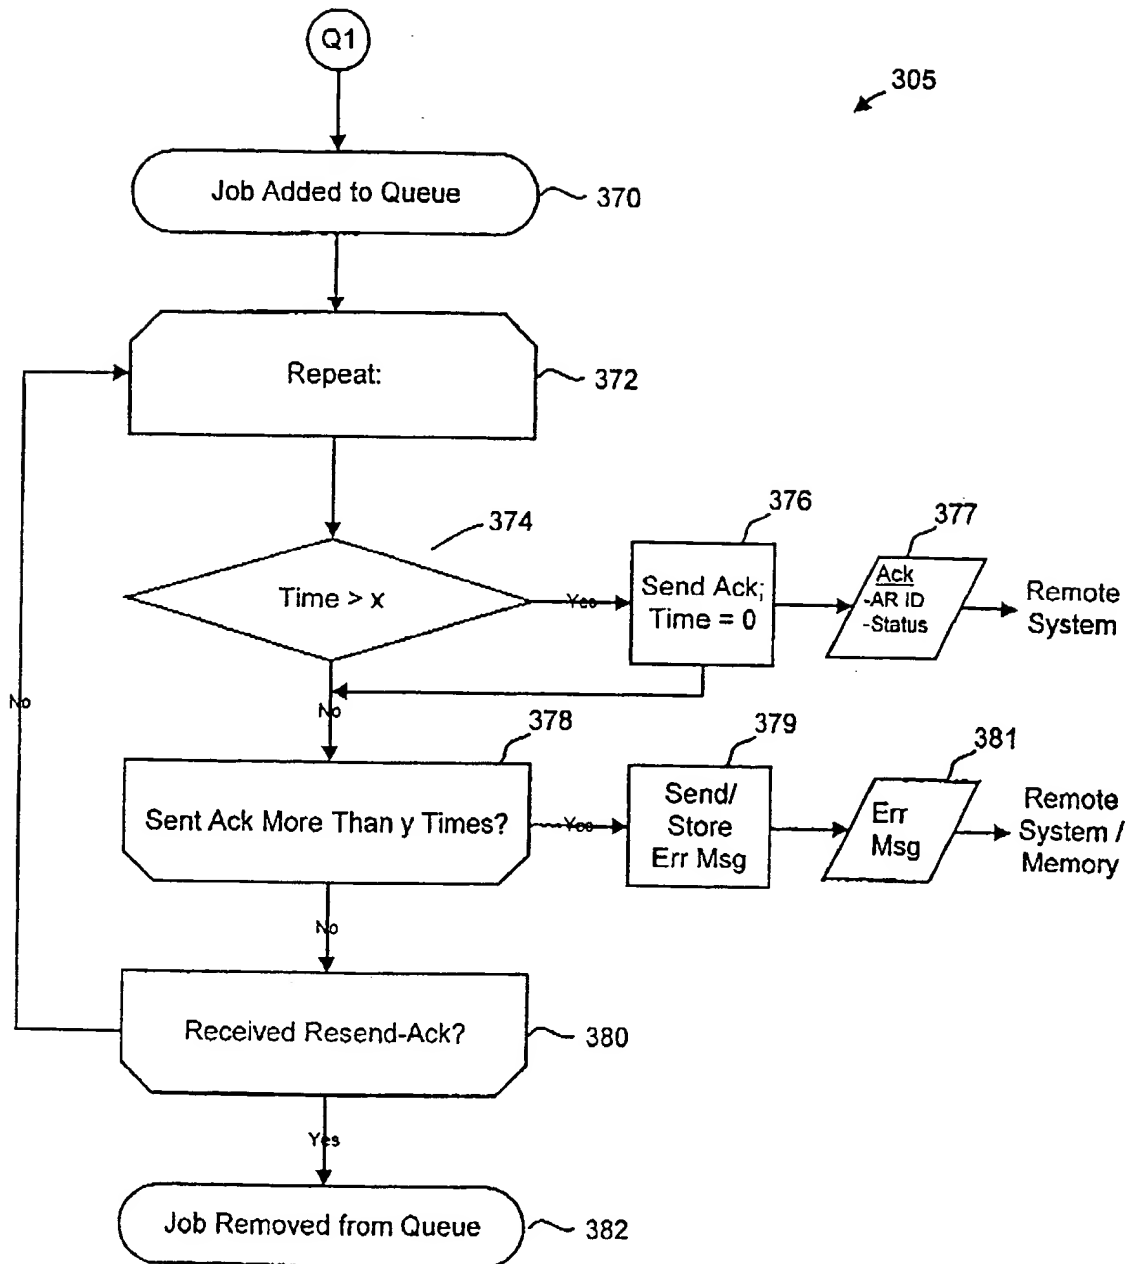 Q1
305
Job Added to Queue
370
Repeat:
372
374
Time > x
Yes
376
Send Ack;
Time = 0
377
Ack
-AR ID
-Status
Remote
System
No
No
378
Sent Ack More Than y Times?
Yes
379
Send/
Store
Err Msg
381
Err
Msg
Remote
System /
Memory
No
Received Resend-Ack?
380
Yes
Job Removed from Queue
382